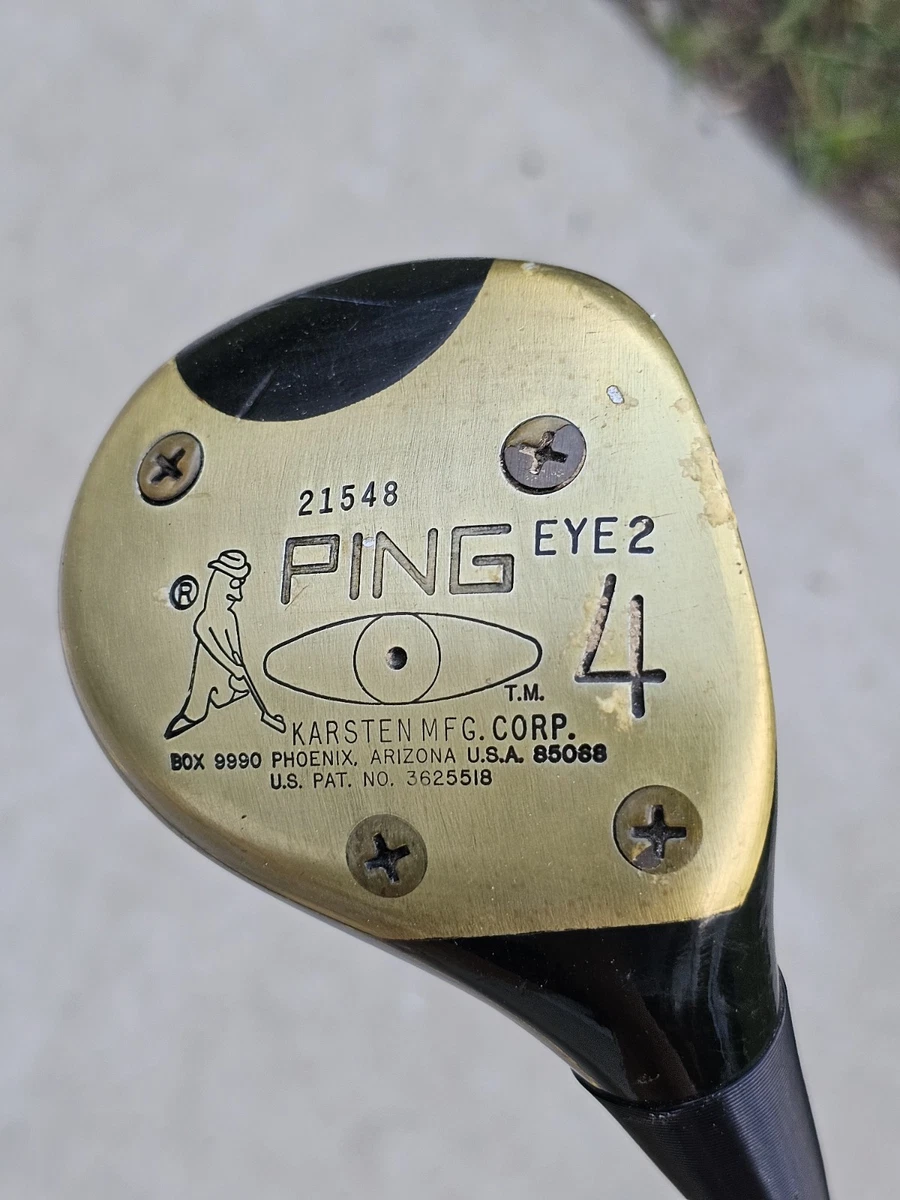 21548
PING EYE2
®
4
T.M.
KARSTEN MFG. CORP.
BOX 9990 PHOENIX, ARIZONA U.S.A. 85068
U.S. PAT. NO. 3625518